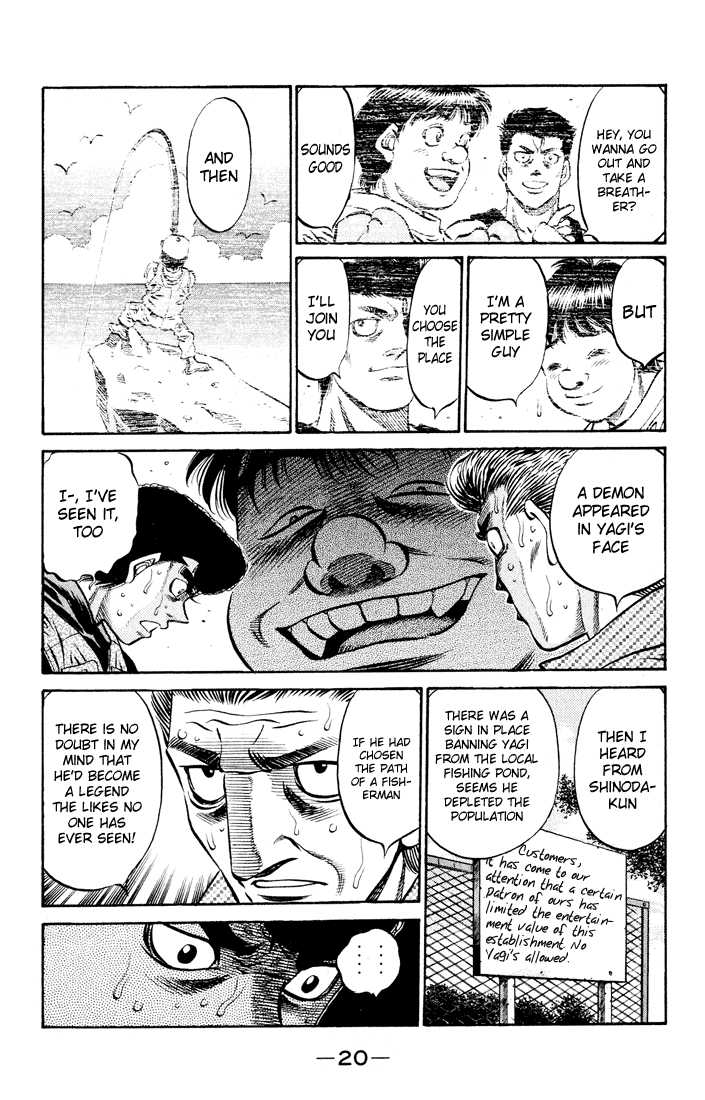 HEY, YOU
WANNA GO
OUT AND
TAKE A
BREATH-
ER?
SOUNDS
GOOD
AND
THEN
BUT
I'M A
PRETTY
SIMPLE
GUY
YOU
CHOOSE
THE
PLACE
I'LL
JOIN
YOU
A DEMON
APPEARED
IN YAGI'S
FACE
I-, I'VE
SEEN IT,
TOO
THEN I
HEARD
FROM
SHINODA-
KUN
THERE WAS A
SIGN IN PLACE
BANNING YAGI
FROM THE LOCAL
FISHING POND,
SEEMS HE
DEPLETED THE
POPULATION
Customers,
it has come to our
attention that a certain
Patron of ours has
limited the entertain-
ment value of this
establishment. No
Yagi's allowed.
IF HE HAD
CHOSEN
THE PATH
OF A FISH-
ERMAN
THERE IS NO
DOUBT IN MY
MIND THAT
HE'D BECOME
A LEGEND
THE LIKES NO
ONE HAS
EVER SEEN!
......
—20—